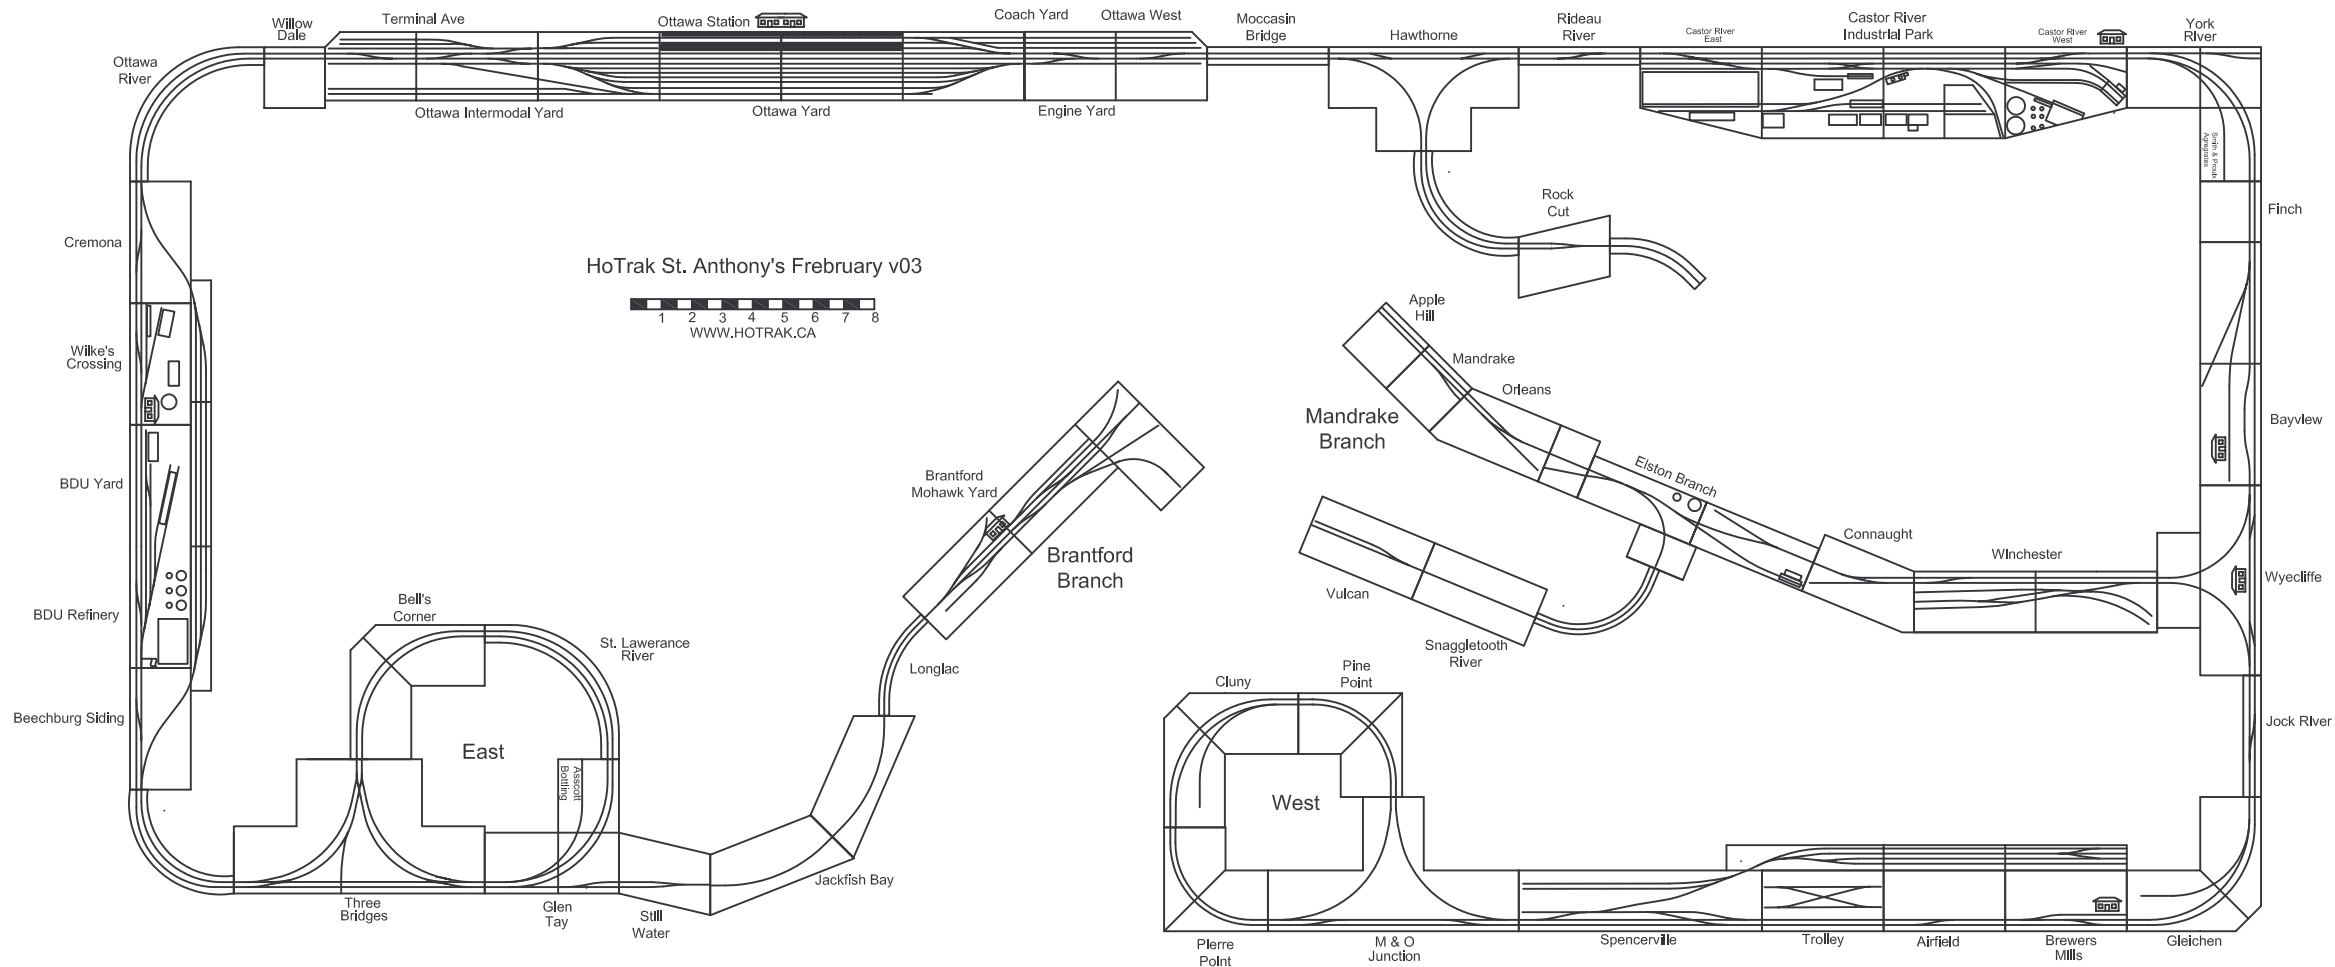 Willow
Dale
Terminal Ave
Ottawa Station
Coach Yard
Ottawa West
Moccasin
Bridge
Hawthorne
Rideau
River
Castor River
East
Castor River
Industrial Park
Castor River
West
York
River
Ottawa
River
Ottawa Intermodal Yard
Ottawa Yard
Engine Yard
Smith & Proulx
Agregrates
Rock
Cut
Finch
Cremona
HoTrak St. Anthony's Frebruary v03
1 2 3 4 5 6 7 8
WWW.HOTRAK.CA
Apple
Hill
Mandrake
Orleans
Mandrake
Branch
Wilke's
Crossing
Bayview
Elston Branch
BDU Yard
Brantford
Mohawk Yard
Brantford
Branch
Connaught
Winchester
Wyecliffe
Vulcan
Snaggletooth
River
BDU Refinery
Bell's
Corner
St. Lawerance
River
Longlac
Pine
Point
Cluny
Beechburg Siding
Jock River
East
Asscott
Bottling
West
Jackfish Bay
Three
Bridges
Glen
Tay
Still
Water
Pierre
Point
M & O
Junction
Spencerville
Trolley
Airfield
Brewers
Mills
Gleichen